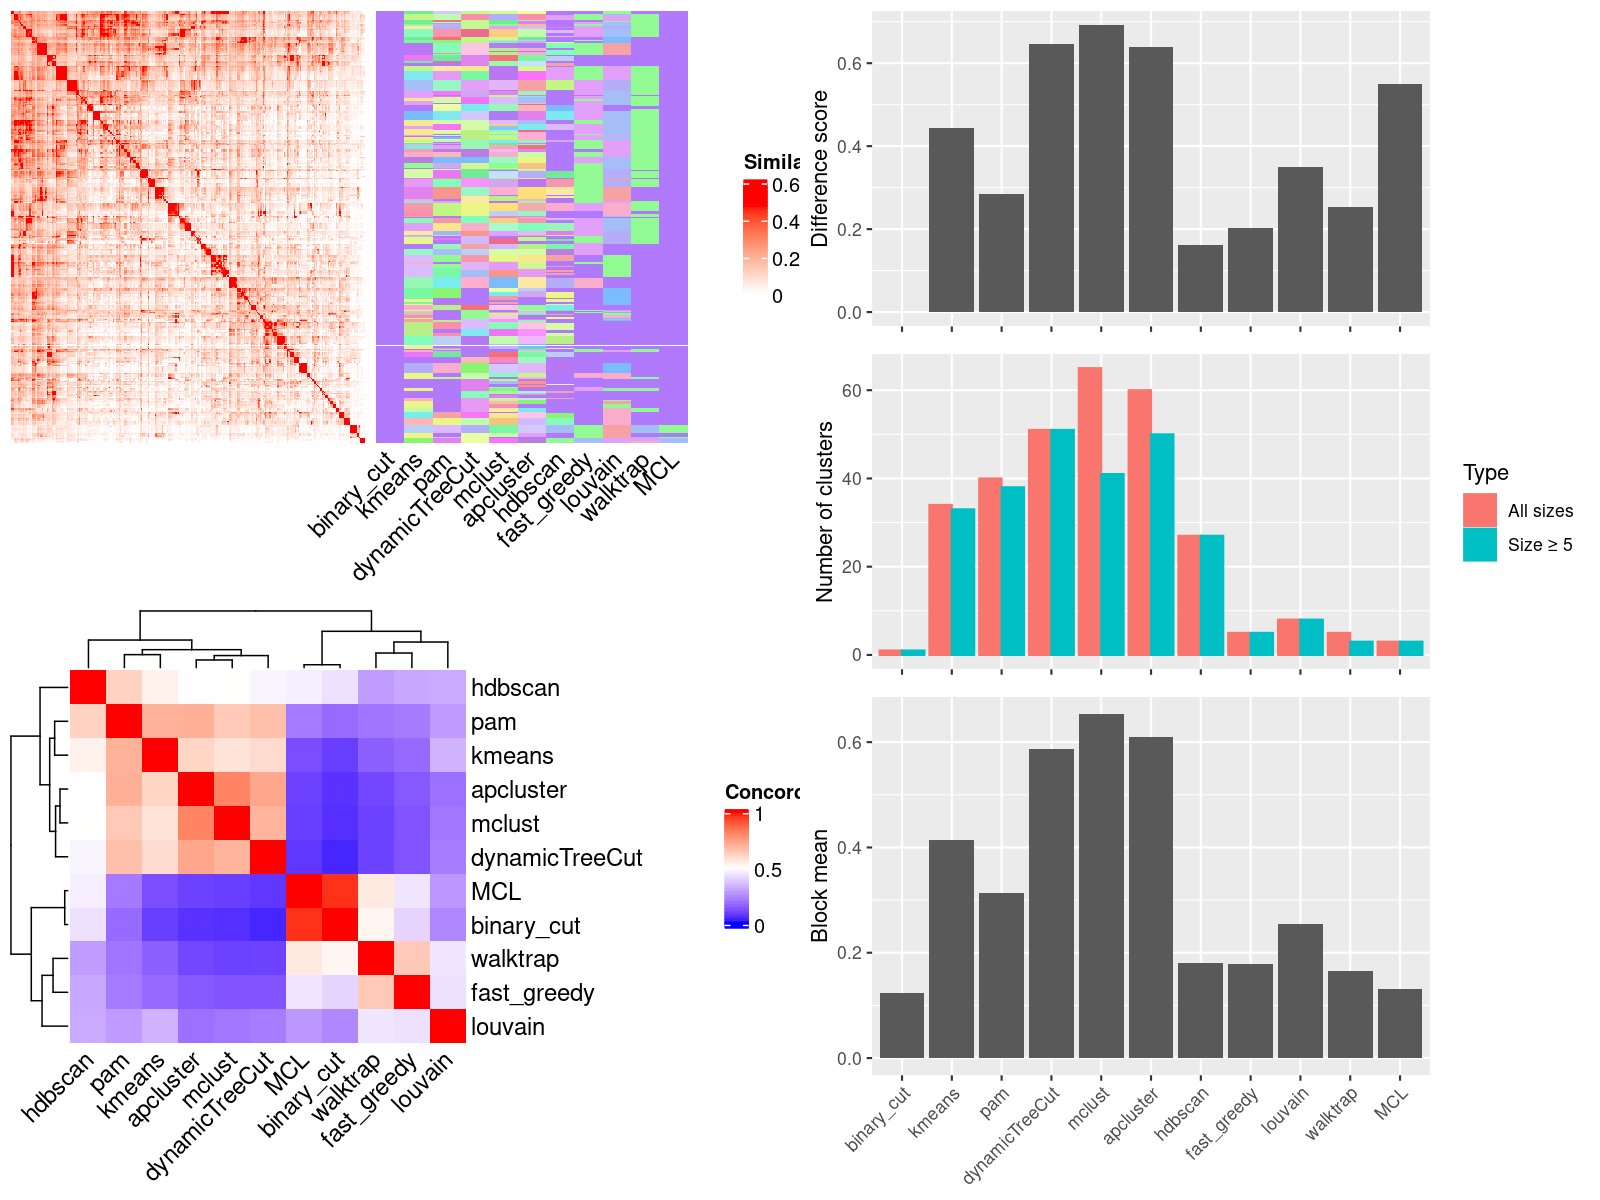 binary_cut
kmeans
pam
dynamicTreeCut
mclust
apcluster
hdbscan
fast_greedy
louvain
walktrap
MCL
Simila
0.6
0.4
0.2
0
hdbscan
pam
kmeans
apcluster
mclust
dynamicTreeCut
MCL
binary_cut
walktrap
fast_greedy
louvain
hdbscan
pam
kmeans
apcluster
mclust
dynamicTreeCut
MCL
binary_cut
walktrap
fast_greedy
louvain
Concord
1
0.5
0
Difference score
0.6
0.4
0.2
0.0
Number of clusters
60
40
20
0
Type
All sizes
Size ≥ 5
Block mean
0.6
0.4
0.2
0.0
binary_cut
kmeans
pam
dynamicTreeCut
mclust
apcluster
hdbscan
fast_greedy
louvain
walktrap
MCL